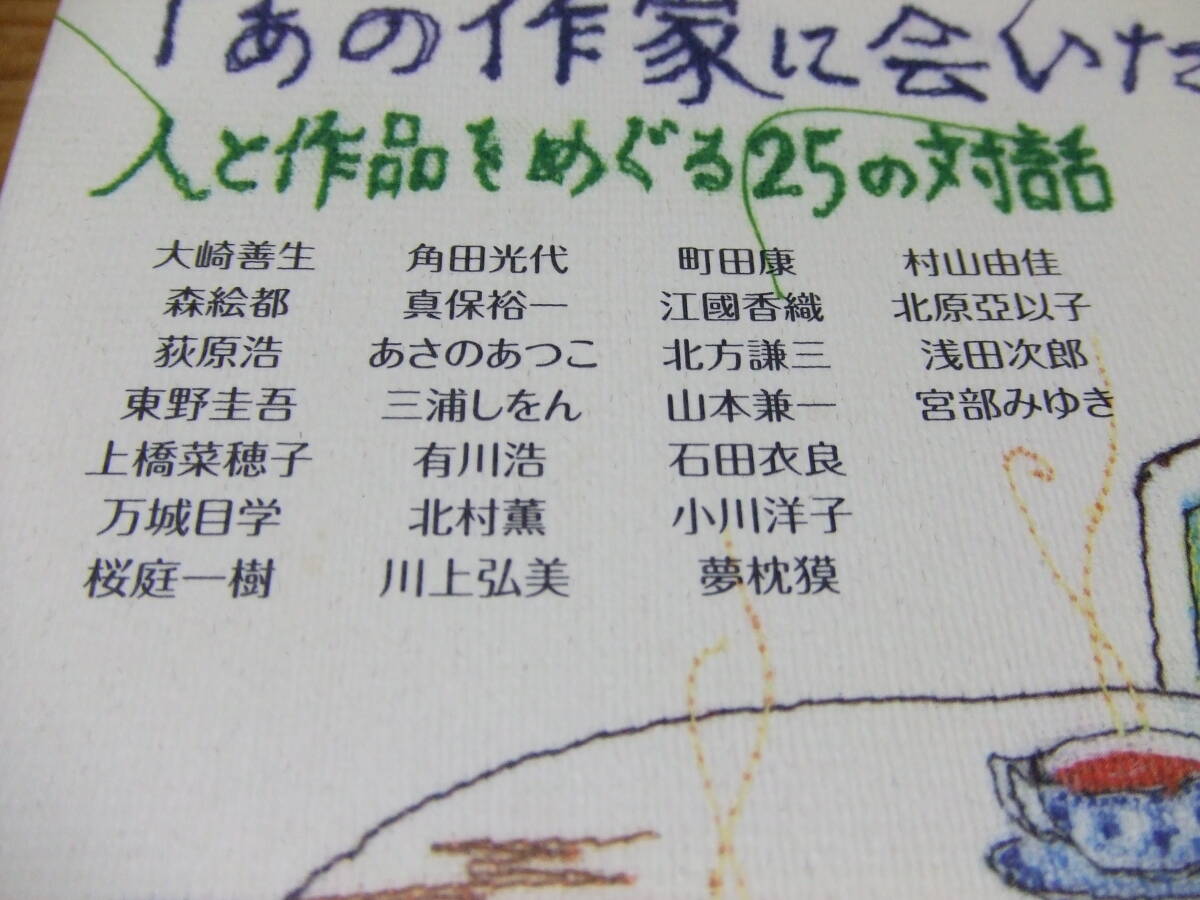 「あの作家に会いた
人と作品をめぐる25の対話
大崎善生 角田光代 町田康 村山由佳
森絵都 真保裕一 江國香織 北原亞以子
荻原浩 あさのあつこ 北方謙三 浅田次郎
東野圭吾 三浦しをん 山本兼一 宮部みゆき
上橋菜穂子 有川浩 石田衣良
万城目学 北村薫 小川洋子
桜庭一樹 川上弘美 夢枕獏